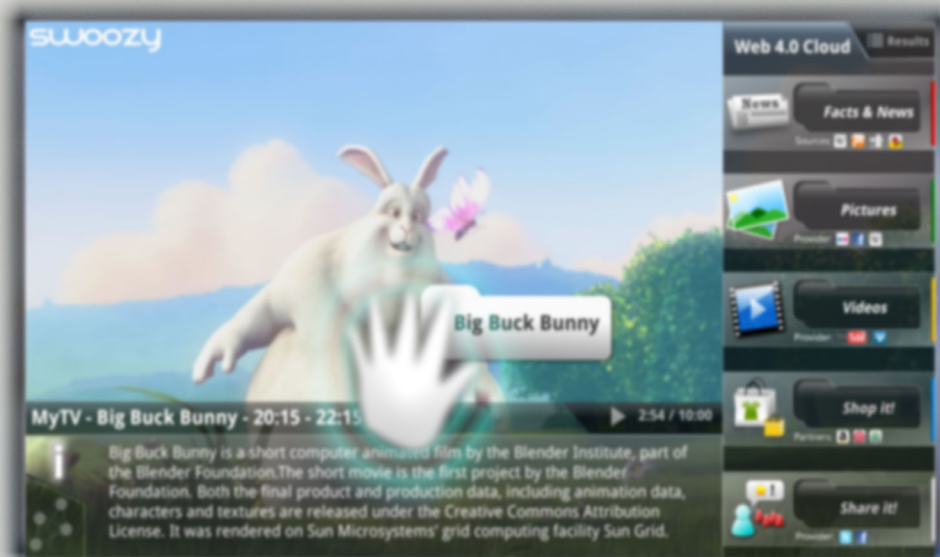 swoozy
Web 4.0 Cloud
Results
News
Facts & News
Sources
Pictures
Provider
Big Buck Bunny
Videos
Provider
MyTV - Big Buck Bunny - 20:15 - 22:15
2:54 / 10:00
Shop it!
Partners
i
Big Buck Bunny is a short computer animated film by the Blender Institute, part of
the Blender Foundation.The short movie is the first project by the Blender
Foundation. Both the final product and production data, including animation data,
characters and textures are released under the Creative Commons Attribution
License. It was rendered on Sun Microsystems' grid computing facility Sun Grid.
Share it!
Provider